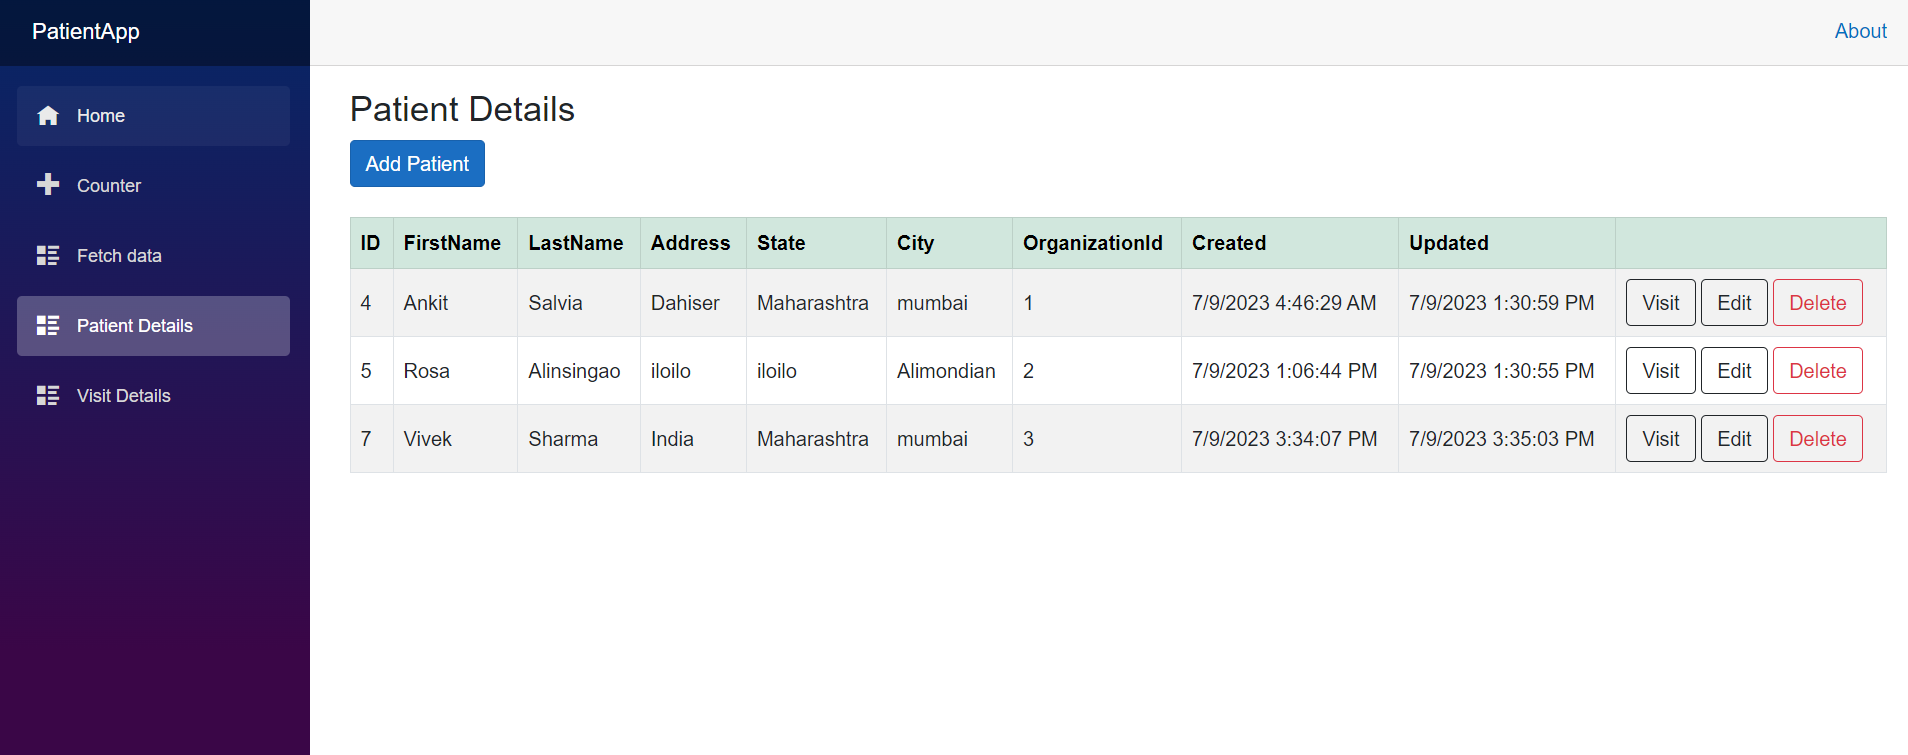 PatientApp
About
Home
Counter
Fetch data
Patient Details
Visit Details
Patient Details
Add Patient
ID FirstName LastName Address State City OrganizationId Created Updated
4 Ankit Salvia Dahiser Maharashtra mumbai 1 7/9/2023 4:46:29 AM 7/9/2023 1:30:59 PM Visit Edit Delete
5 Rosa Alinsingao iloilo iloilo Alimondian 2 7/9/2023 1:06:44 PM 7/9/2023 1:30:55 PM Visit Edit Delete
7 Vivek Sharma India Maharashtra mumbai 3 7/9/2023 3:34:07 PM 7/9/2023 3:35:03 PM Visit Edit Delete